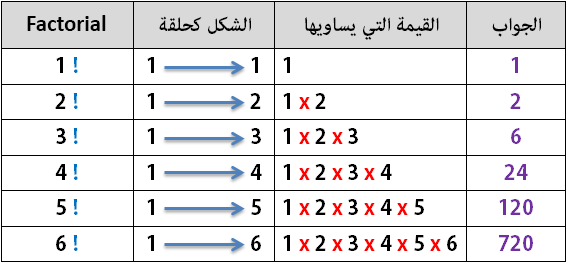 Factorial الشكل كحلقة القيمة التي يساويها الجواب
1 ! 1 1 1 1
2 ! 1 2 1 x 2 2
3 ! 1 3 1 x 2 x 3 6
4 ! 1 4 1 x 2 x 3 x 4 24
5 ! 1 5 1 x 2 x 3 x 4 x 5 120
6 ! 1 6 1 x 2 x 3 x 4 x 5 x 6 720